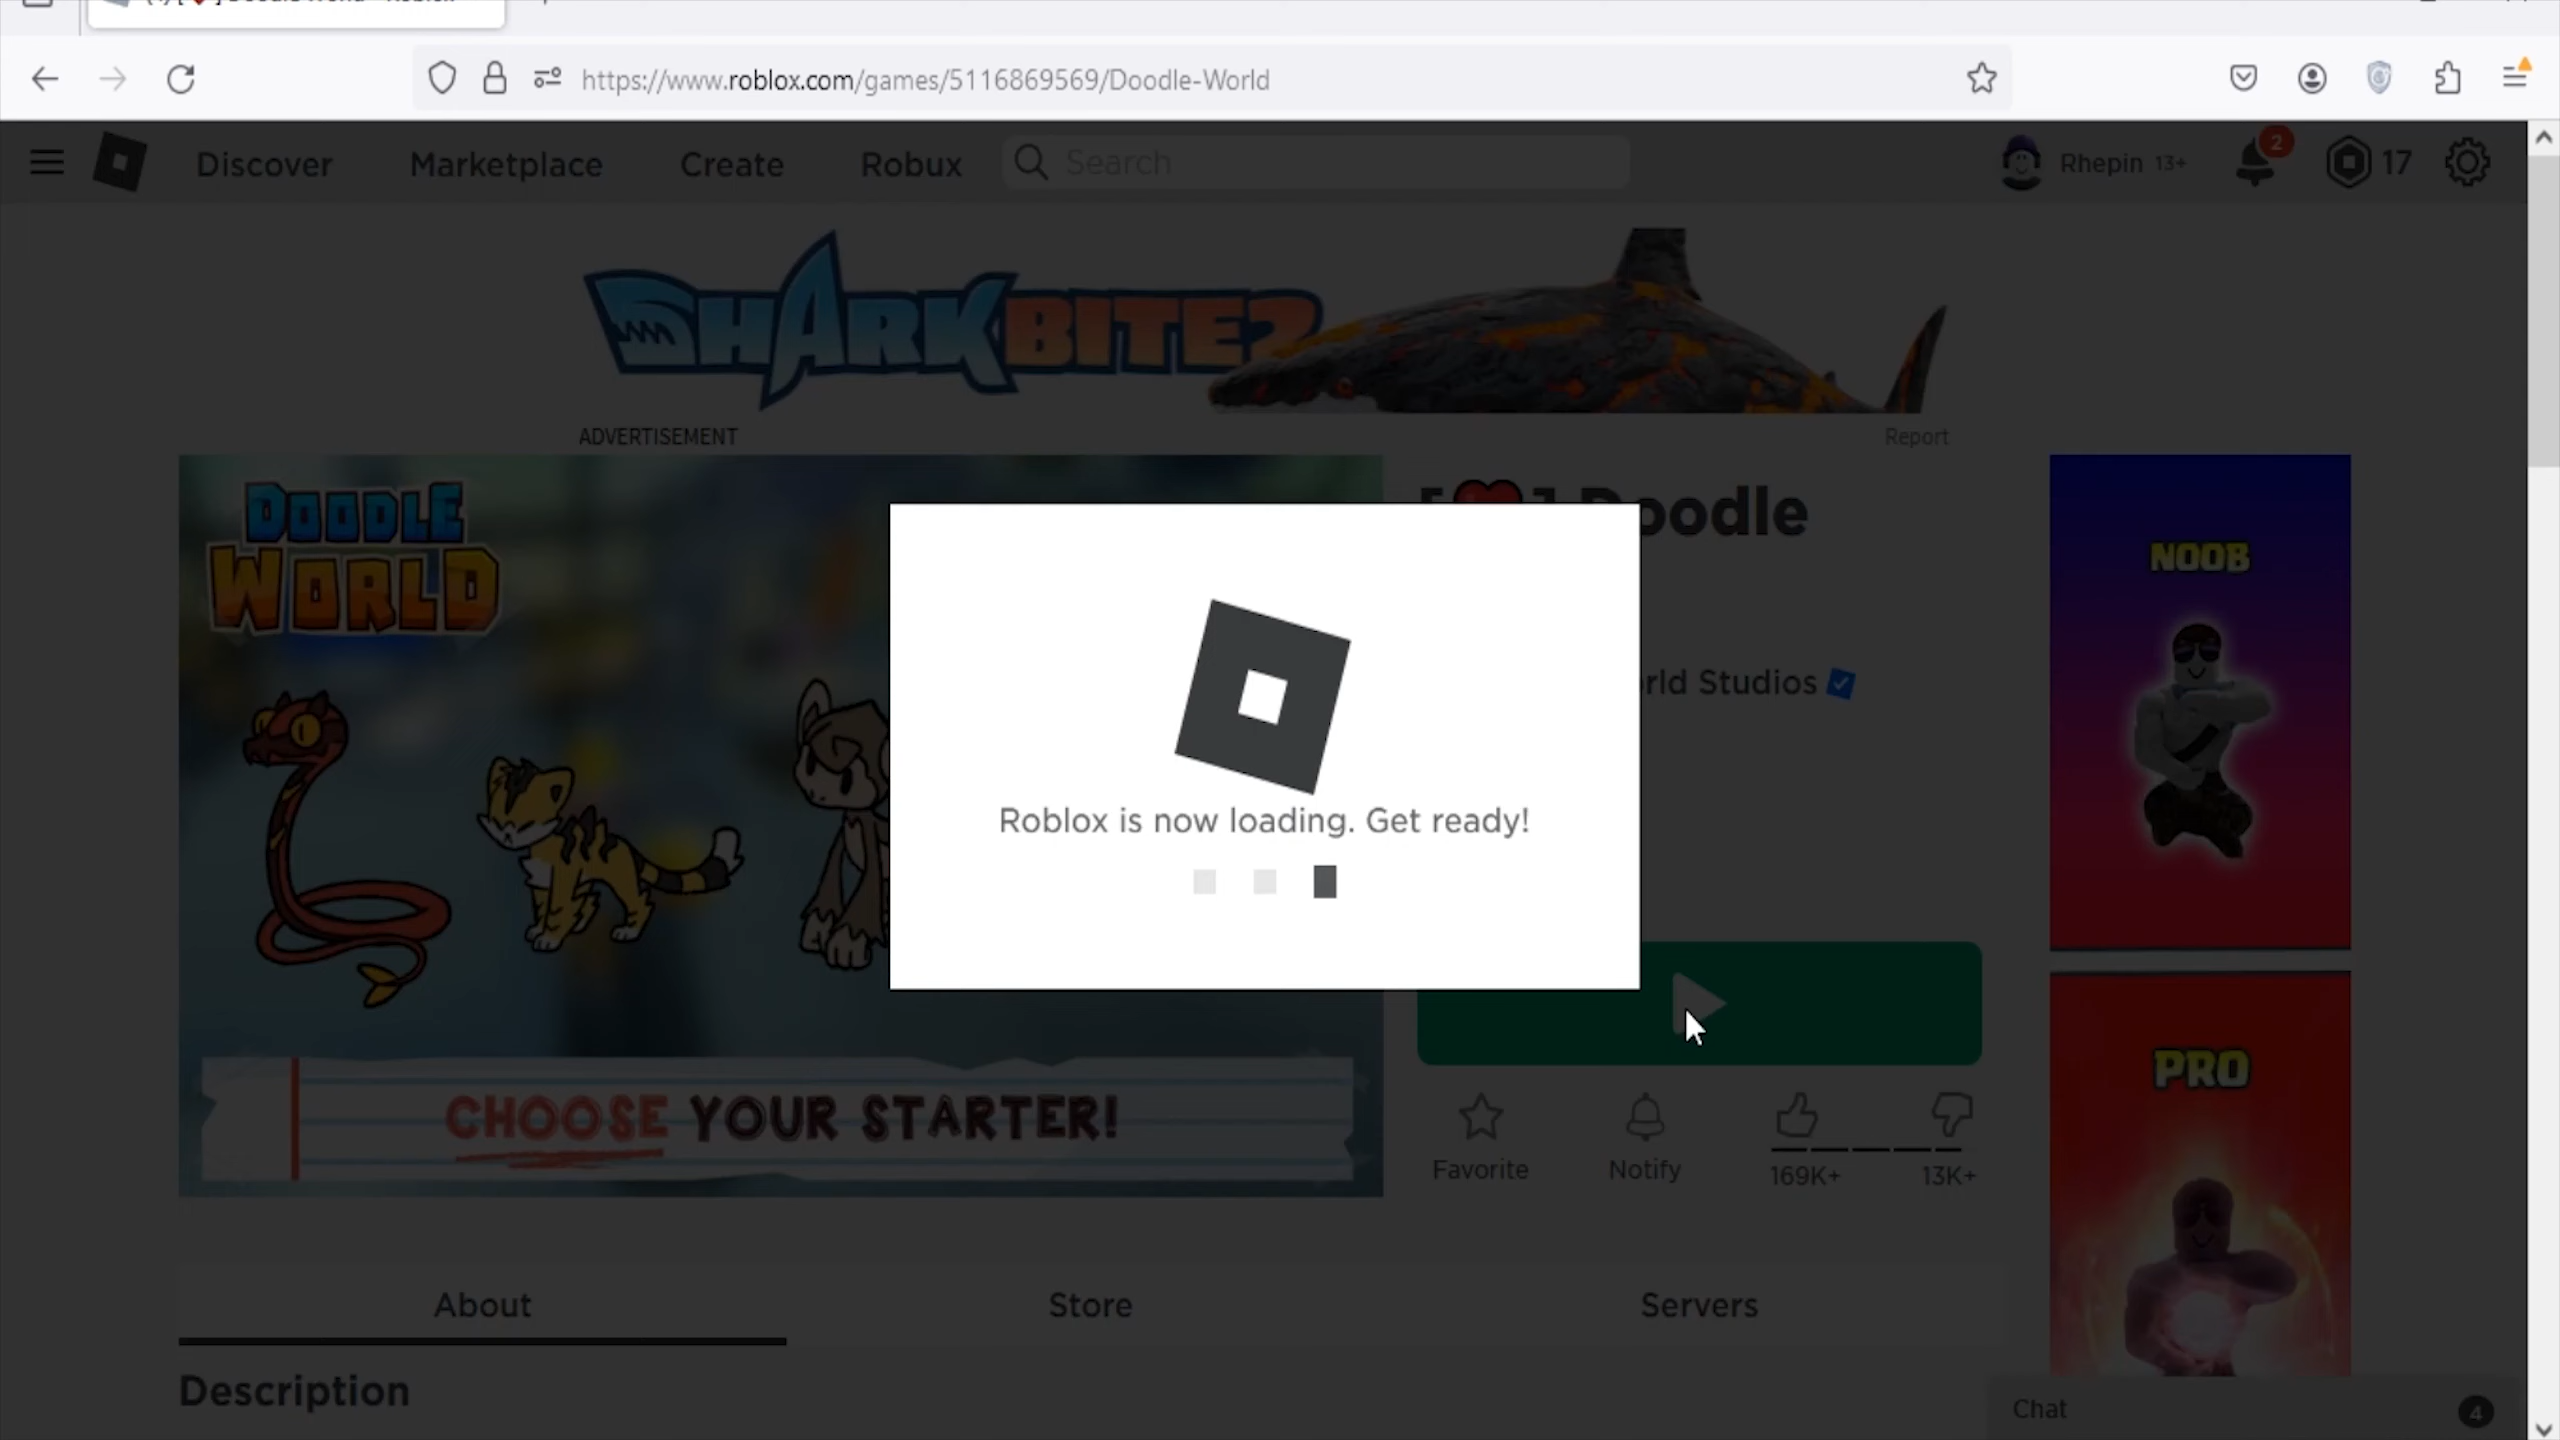 https://www.roblox.com/games/5116869569/Doodle-World
Discover
Marketplace
Create
Robux
Search
Rhepin 13+
2
17
SHARKBITE2
ADVERTISEMENT
Report
DOODLE
WORLD
CHOOSE YOUR STARTER!
Doodle
rld Studios
Roblox is now loading. Get ready!
NOOB
PRO
Favorite
Notify
169K+
13K+
About
Store
Servers
Description
Chat
4